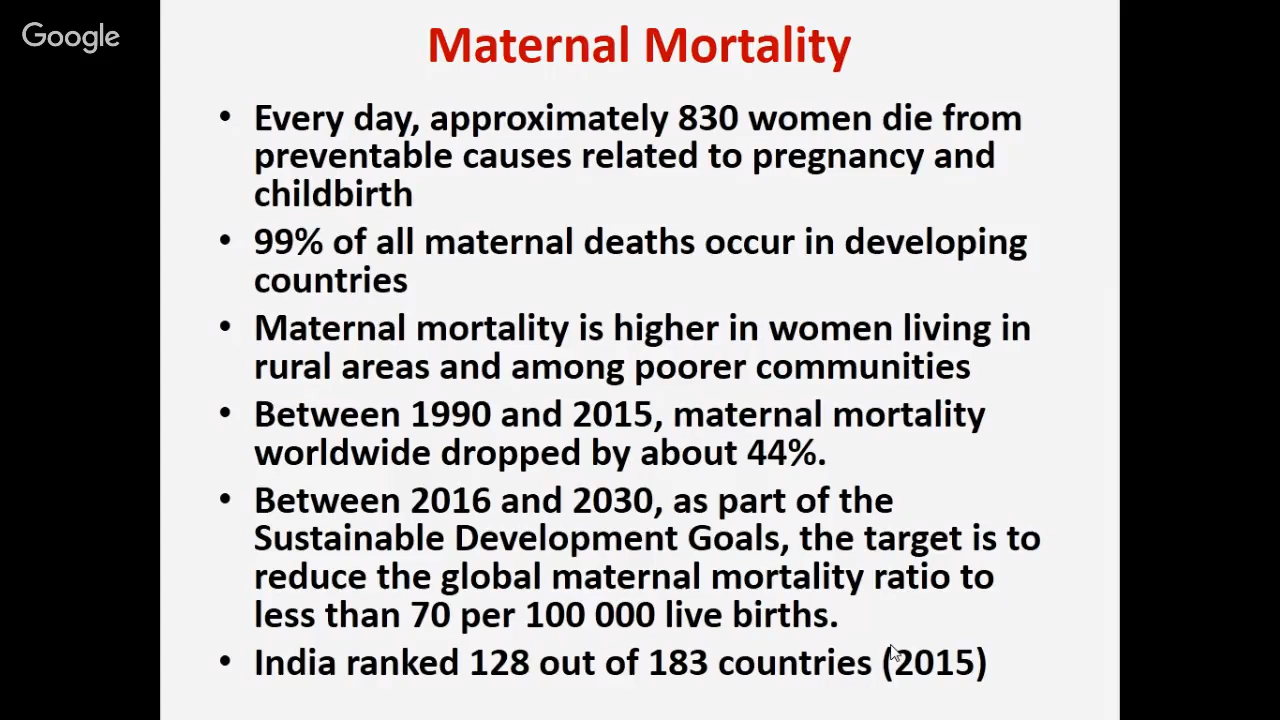 Google
Maternal Mortality
• Every day, approximately 830 women die from
preventable causes related to pregnancy and
childbirth
• 99% of all maternal deaths occur in developing
countries
• Maternal mortality is higher in women living in
rural areas and among poorer communities
• Between 1990 and 2015, maternal mortality
worldwide dropped by about 44%.
• Between 2016 and 2030, as part of the
Sustainable Development Goals, the target is to
reduce the global maternal mortality ratio to
less than 70 per 100 000 live births.
• India ranked 128 out of 183 countries (2015)